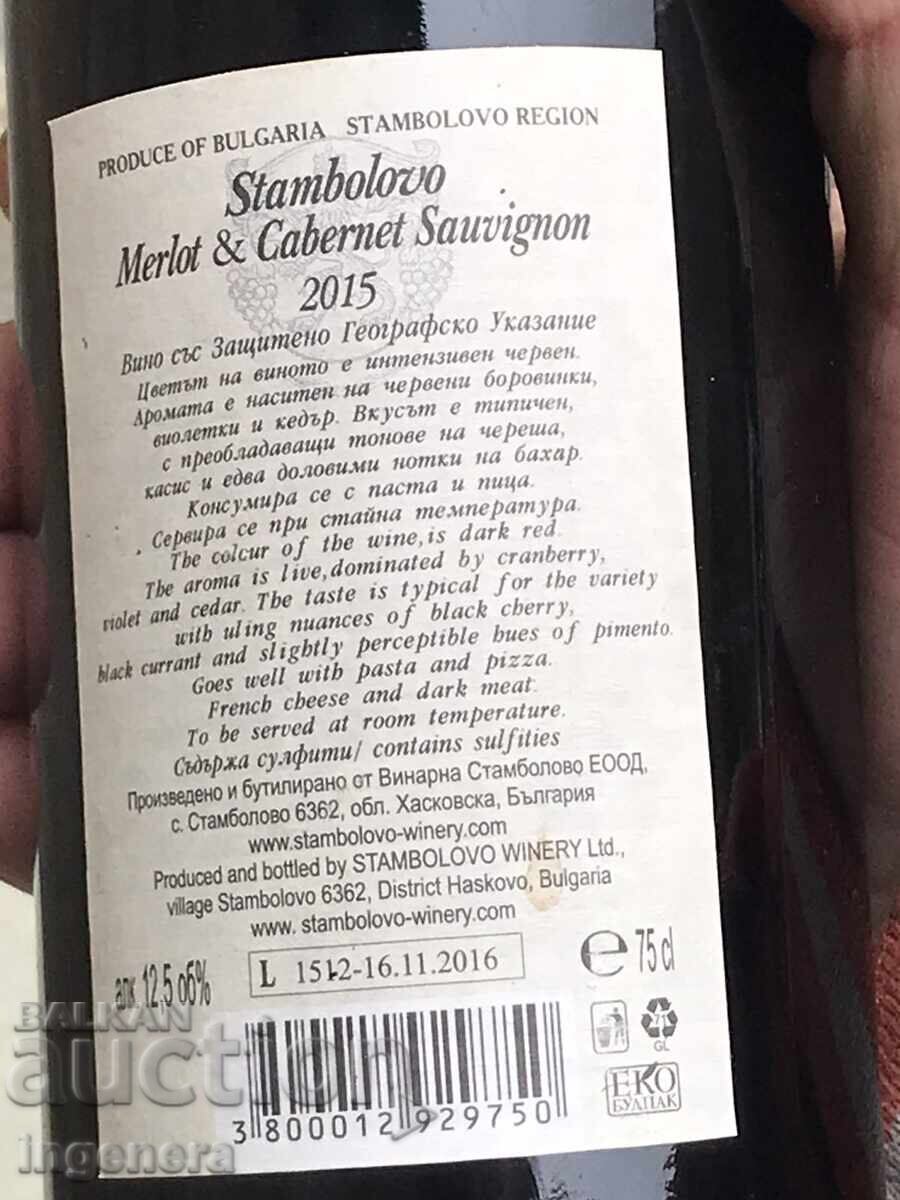 PRODUCE OF BULGARIA STAMBOLOVO REGION
Stambolovo
Merlot & Cabernet Sauvignon
2015
Вино със Защитено Географско Указание
Цветът на виното е интензивен червен.
Аромата е наситен на червени боровинки,
виолетки и кедър. Вкусът е типичен,
с преобладаващи тонове на череша,
касис и едва доловими нотки на бахар.
Консумира се с паста и пица.
Сервира се при стайна температура.
The colcur of the wine, is dark red.
The aroma is live, dominated by cranberry,
violet and cedar. The taste is typical for the variety
with uling nuances of black cherry,
black currant and slightly perceptible hues of pimento.
Goes well with pasta and pizza.
French cheese and dark meat.
To be served at room temperature.
Съдържа сулфити/ contains sulfities
Произведено и бутилирано от Винарна Стамболово ЕООД,
с. Стамболово 6362, обл. Хасковска, България
www.stambolovo-winery.com
Produced and bottled by STAMBOLOVO WINERY Ltd.,
village Stambolovo 6362, District Haskovo, Bulgaria
www. stambolovo-winery.com
алк. 12,5 об% L 1512-16.11.2016 e 75 cl
71
GL
ЕКО
БУЛПАК
3 800012 929750
BALKAN
auction
ingenera